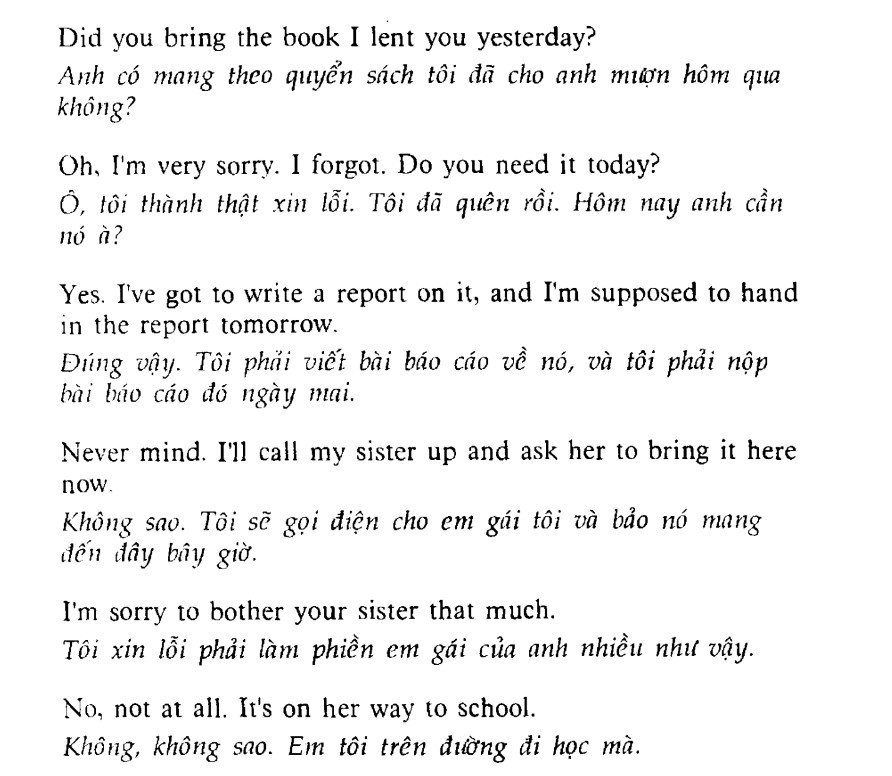 Did you bring the book I lent you yesterday?
Anh có mang theo quyển sách tôi đã cho anh mượn hôm qua
không?
Oh, I'm very sorry. I forgot. Do you need it today?
Ô, tôi thành thật xin lỗi. Tôi đã quên rồi. Hôm nay anh cần
nó à?
Yes. I've got to write a report on it, and I'm supposed to hand
in the report tomorrow.
Đúng vậy. Tôi phải viết bài báo cáo về nó, và tôi phải nộp
bài báo cáo đó ngày mai.
Never mind. I'll call my sister up and ask her to bring it here
now.
Không sao. Tôi sẽ gọi điện cho em gái tôi và bảo nó mang
đến đây bây giờ.
I'm sorry to bother your sister that much.
Tôi xin lỗi phải làm phiền em gái của anh nhiều như vậy.
No, not at all. It's on her way to school.
Không, không sao. Em tôi trên đường đi học mà.